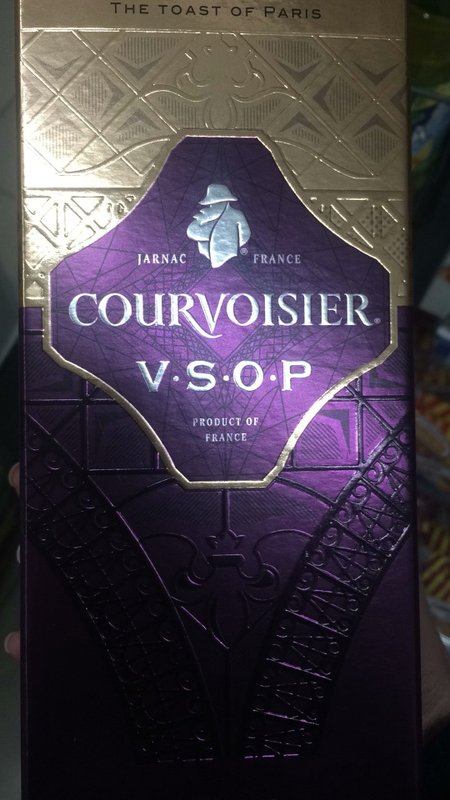 THE TOAST OF PARIS
JARNAC FRANCE
COURVOISIER®
V·S·O·P
PRODUCT OF
FRANCE